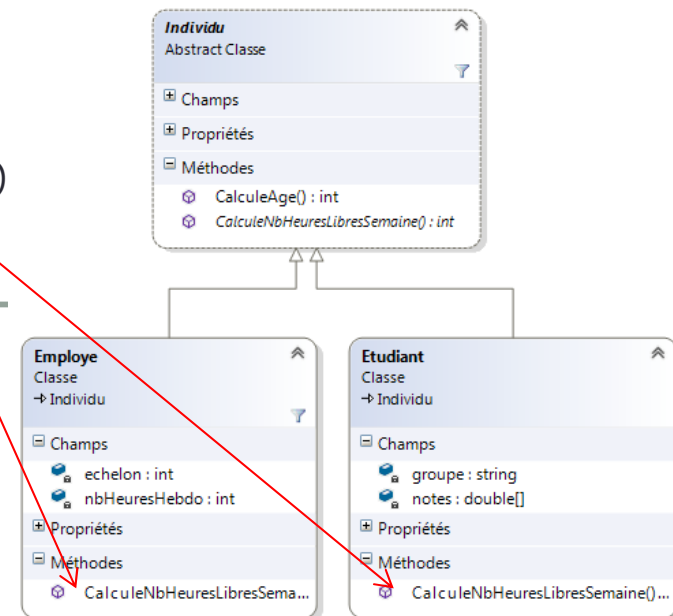 Individu
Abstract Classe
Champs
Propriétés
Méthodes
CalculeAge() : int
CalculeNbHeuresLibresSemaine() : int
)
Employe
Classe
Individu
Champs
echelon : int
nbHeuresHebdo : int
Propriétés
Méthodes
CalculeNbHeuresLibresSema...
Etudiant
Classe
Individu
Champs
groupe : string
notes : double[]
Propriétés
Méthodes
CalculeNbHeuresLibresSemaine()...